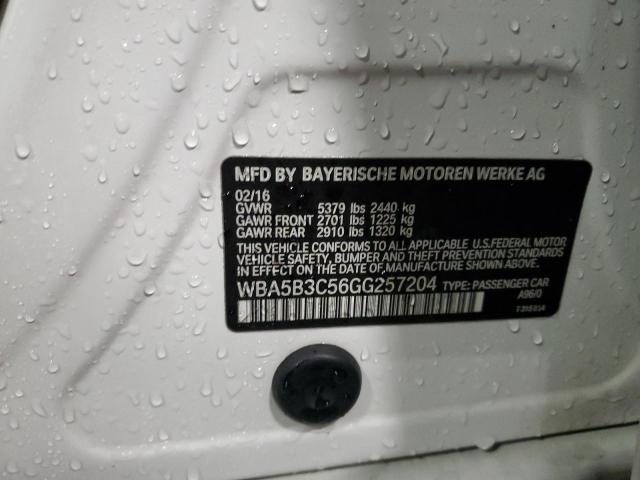 MFD BY BAYERISCHE MOTOREN WERKE AG
02/16
GVWR 5379 lbs 2440 kg
GAWR FRONT 2701 lbs 1225 kg
GAWR REAR 2910 lbs 1320 kg
THIS VEHICLE CONFORMS TO ALL APPLICABLE U.S.FEDERAL MOTOR
VEHICLE SAFETY, BUMPER AND THEFT PREVENTION STANDARDS
IN EFFECT ON THE DATE OF MANUFACTURE SHOWN ABOVE.
WBA5B3C56GG257204 TYPE: PASSENGER CAR
A96/0